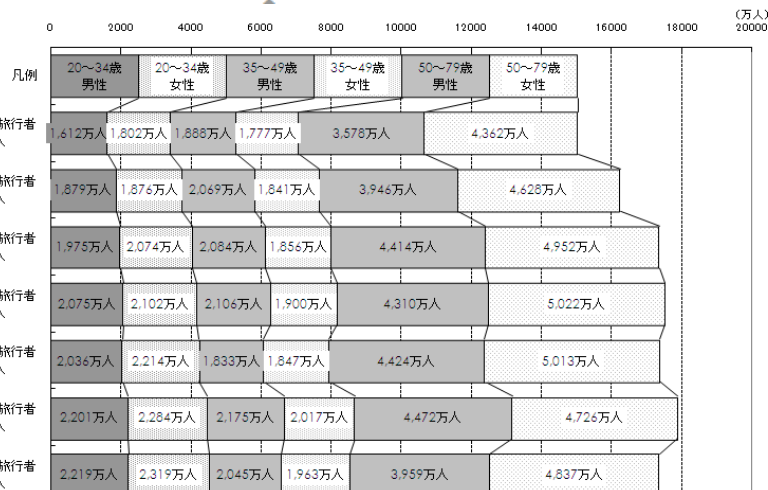 (万人)
0 2000 4000 6000 8000 10000 12000 14000 16000 18000 20000
凡例 20～34歳 20～34歳 35～49歳 35～49歳 50～79歳 50～79歳
男性 女性 男性 女性 男性 女性
旅行者
人
1,612万人 1,802万人 1,888万人 1,777万人 3,578万人 4,362万人
旅行者
人
1,879万人 1,876万人 2,069万人 1,841万人 3,946万人 4,628万人
旅行者
人
1,975万人 2,074万人 2,084万人 1,856万人 4,414万人 4,952万人
旅行者
人
2,075万人 2,102万人 2,106万人 1,900万人 4,310万人 5,022万人
旅行者
人
2,036万人 2,214万人 1,833万人 1,847万人 4,424万人 5,013万人
旅行者
人
2,201万人 2,284万人 2,175万人 2,017万人 4,472万人 4,726万人
旅行者
人
2,219万人 2,319万人 2,045万人 1,963万人 3,959万人 4,837万人